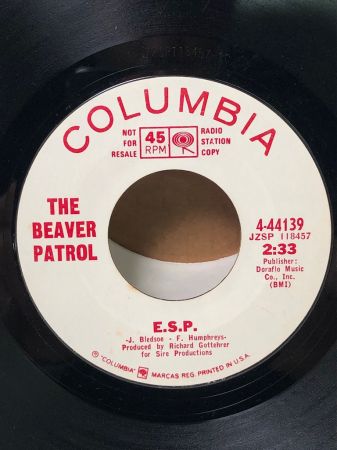 COLUMBIA
NOT FOR RESALE
45 RPM
RADIO STATION COPY
THE
BEAVER
PATROL
4-44139
JZSP 118457
2:33
Publisher:
Doraflo Music
Co., Inc.
(BMI)
E.S.P.
-J. Bledsoe - F. Humphreys-
Produced by Richard Gottehrer
for Sire Productions
℗ "COLUMBIA" MARCAS REG. PRINTED IN U.S.A.